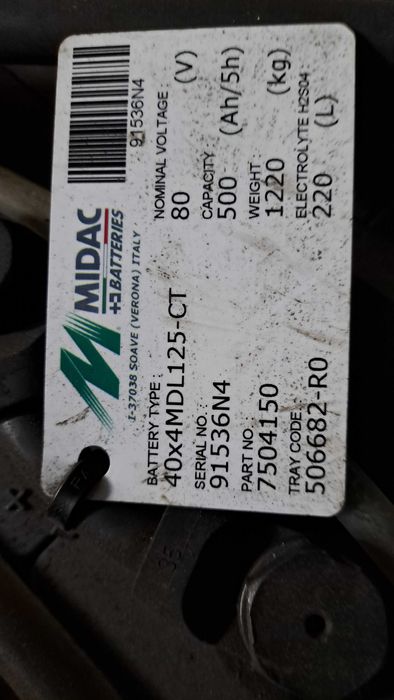 MIDAC
BATTERIES
I-37038 SOAVE (VERONA) ITALY
91536N4
BATTERY TYPE :
40x4MDL125-CT
SERIAL NO. :
91536N4
PART NO :
7504150
TRAY CODE :
506682-R0
NOMINAL VOLTAGE :
80 (V)
CAPACITY :
500 (Ah/5h)
WEIGHT :
1220 (kg)
ELECTROLYTE H2SO4
220 (L)